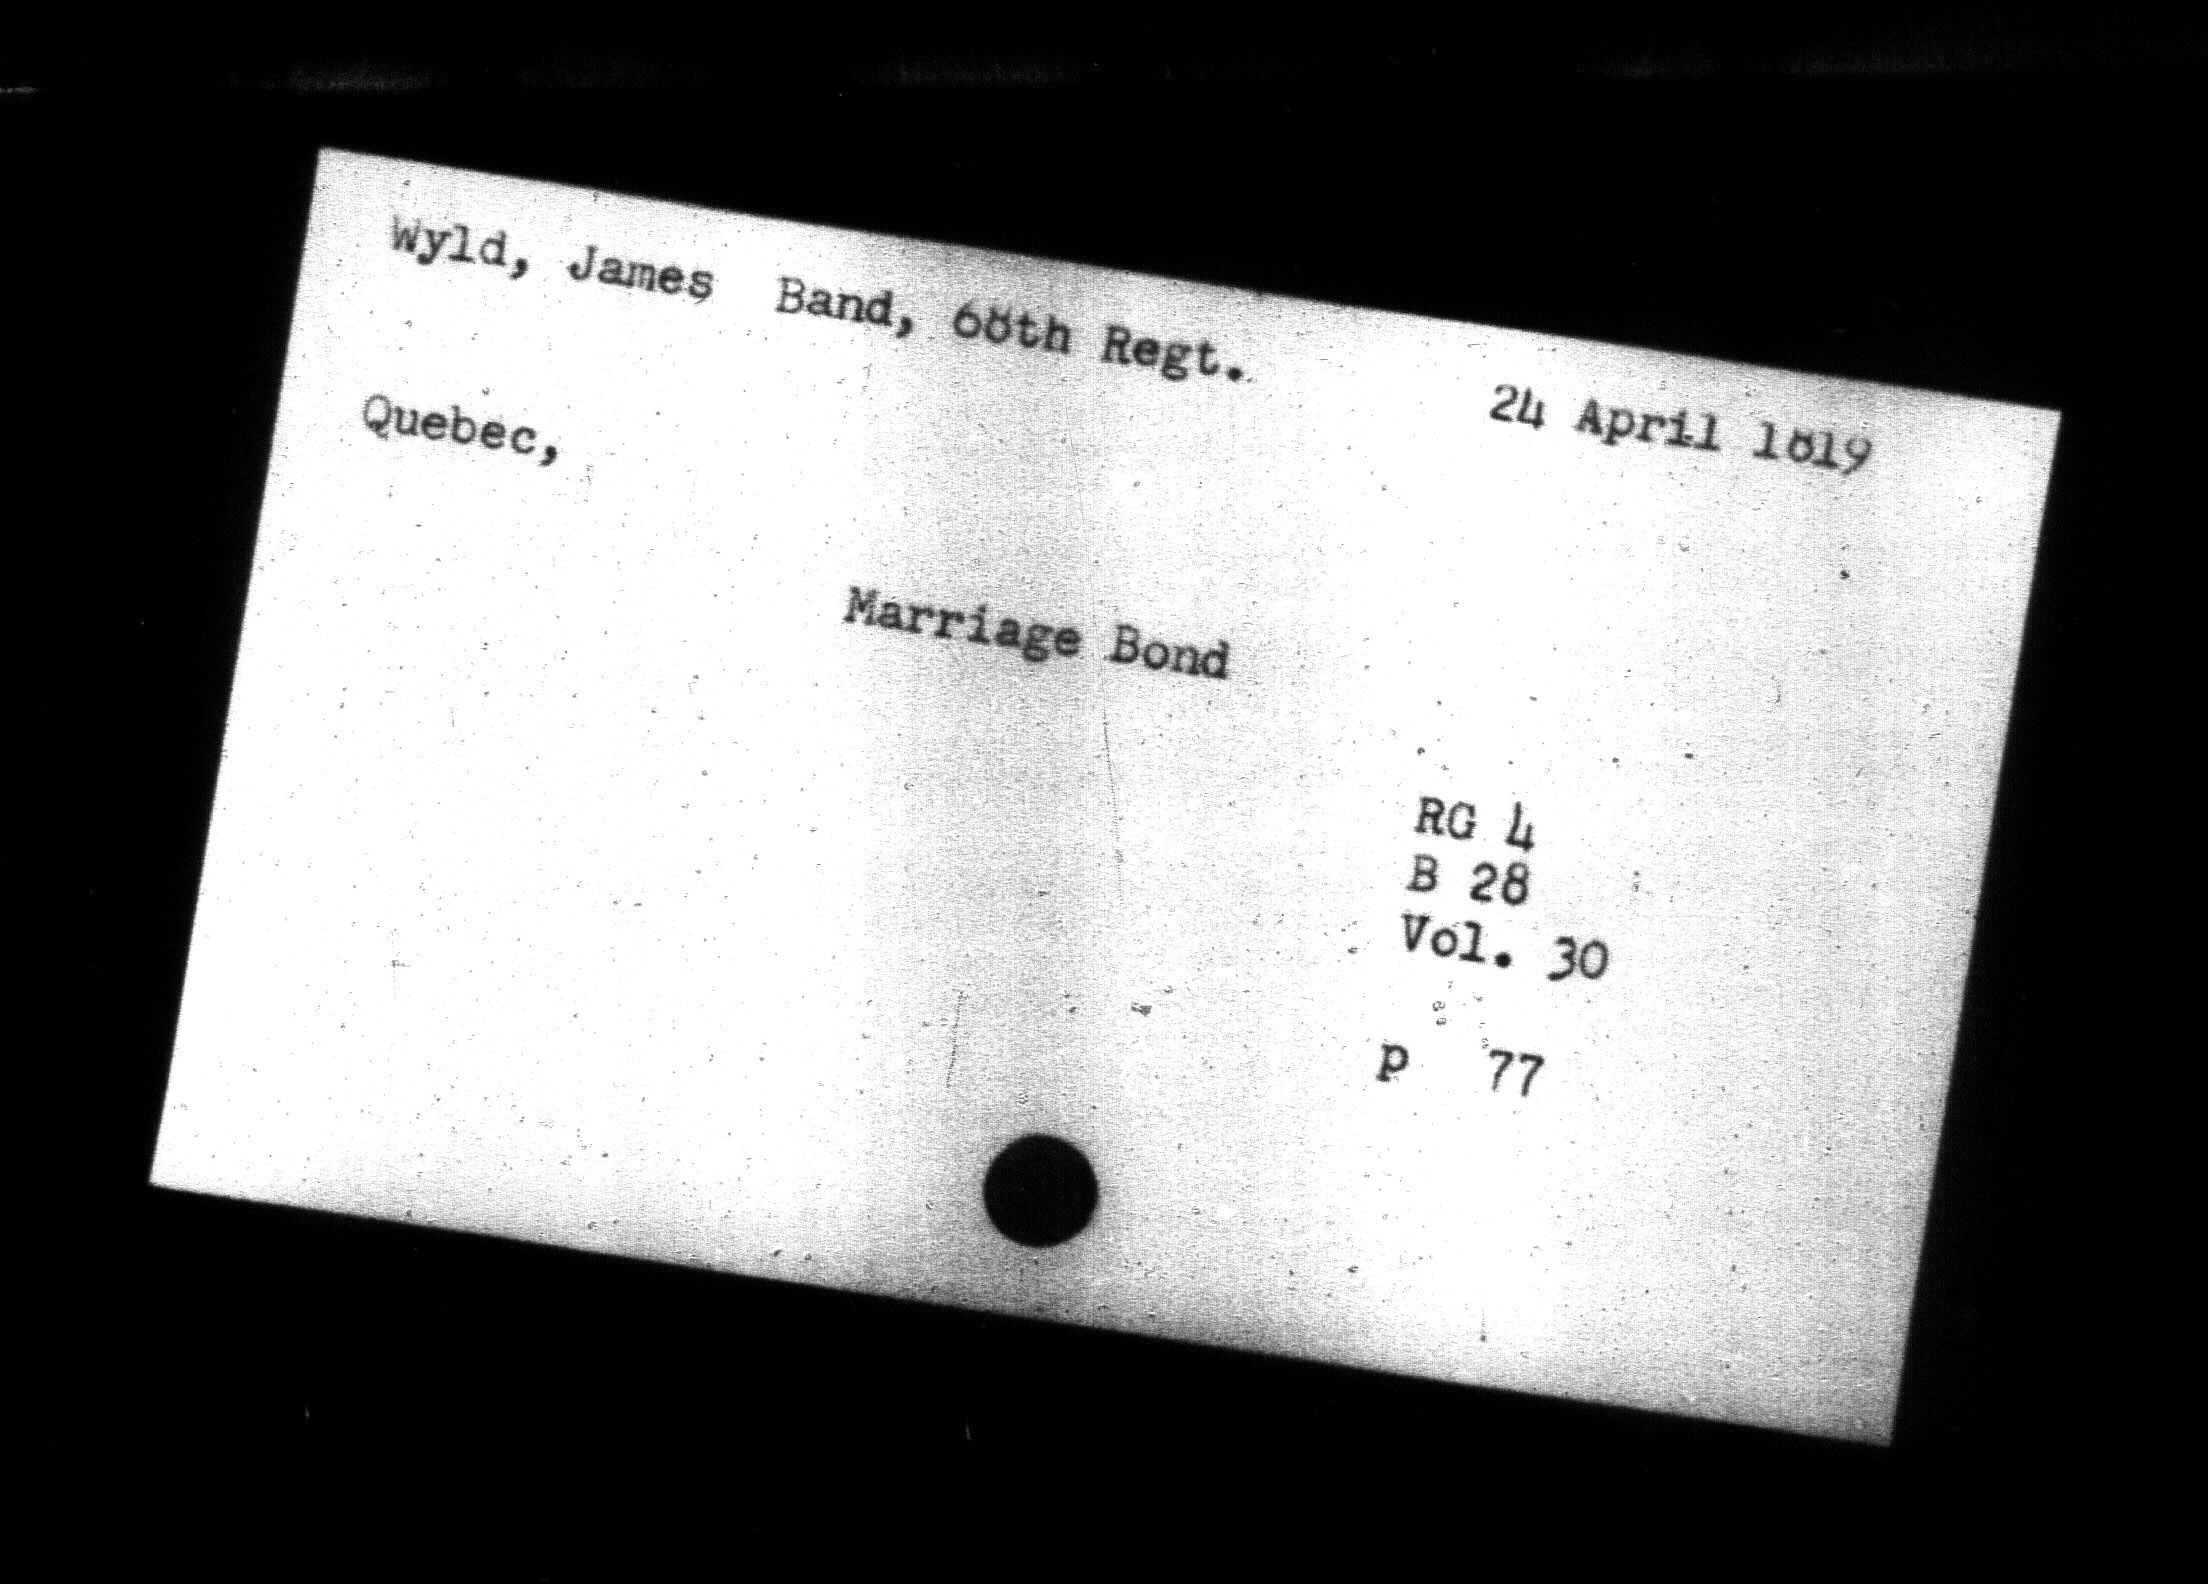 Wyld, James Band, 68th Regt.
24 April 1819
Quebec,
Marriage Bond
RG 4
B 28
Vol. 30
p 77